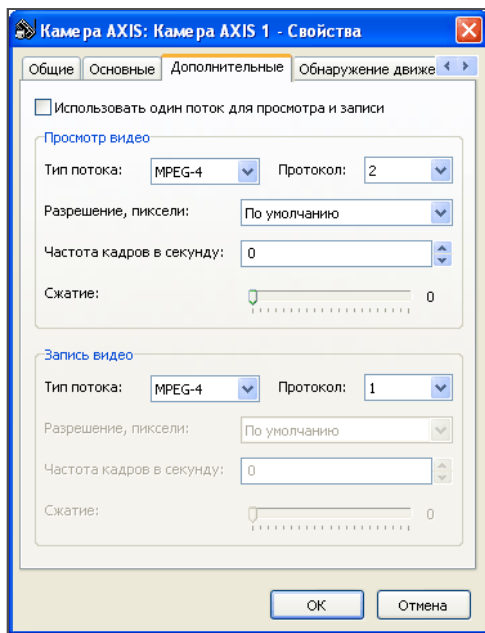 Камера AXIS: Камера AXIS 1 - Свойства
Общие Основные Дополнительные Обнаружение движе
Использовать один поток для просмотра и записи
Просмотр видео
Тип потока: MPEG-4 Протокол: 2
Разрешение, пиксели: По умолчанию
Частота кадров в секунду: 0
Сжатие: 0
Запись видео
Тип потока: MPEG-4 Протокол: 1
Разрешение, пиксели: По умолчанию
Частота кадров в секунду: 0
Сжатие: 0
ОК Отмена